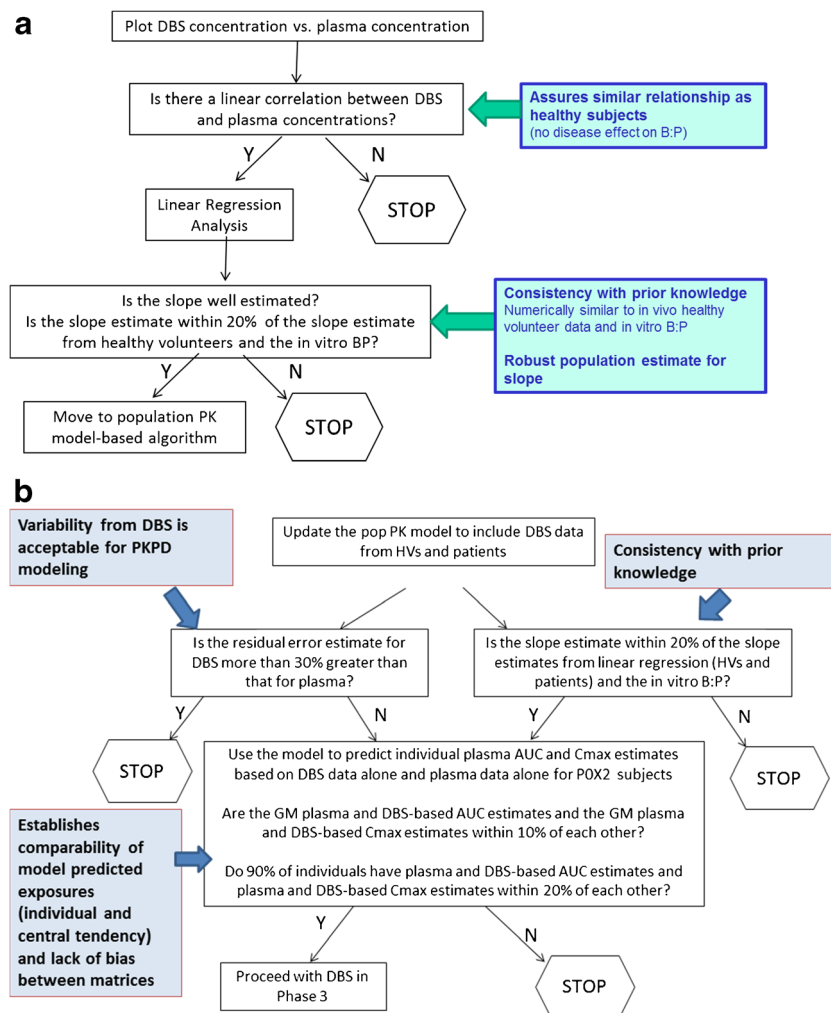 a
Plot DBS concentration vs. plasma concentration
Is there a linear correlation between DBS
and plasma concentrations?
Assures similar relationship as
healthy subjects
(no disease effect on B:P)
Y
N
Linear Regression
Analysis
STOP
Is the slope well estimated?
Is the slope estimate within 20% of the slope estimate
from healthy volunteers and the in vitro BP?
Consistency with prior knowledge
Numerically similar to in vivo healthy
volunteer data and in vitro B:P
Robust population estimate for
slope
Y
N
Move to population PK
model-based algorithm
STOP
b
Variability from DBS is
acceptable for PKPD
modeling
Update the pop PK model to include DBS data
from HVs and patients
Consistency with prior
knowledge
Is the residual error estimate for
DBS more than 30% greater than
that for plasma?
Is the slope estimate within 20% of the slope
estimates from linear regression (HVs and
patients) and the in vitro B:P?
Y
N
Y
N
STOP
Use the model to predict individual plasma AUC and Cmax estimates
based on DBS data alone and plasma data alone for P0X2 subjects
Are the GM plasma and DBS-based AUC estimates and the GM plasma
and DBS-based Cmax estimates within 10% of each other?
Do 90% of individuals have plasma and DBS-based AUC estimates and
plasma and DBS-based Cmax estimates within 20% of each other?
STOP
Establishes
comparability of
model predicted
exposures
(individual and
central tendency)
and lack of bias
between matrices
Y
N
Proceed with DBS in
Phase 3
STOP